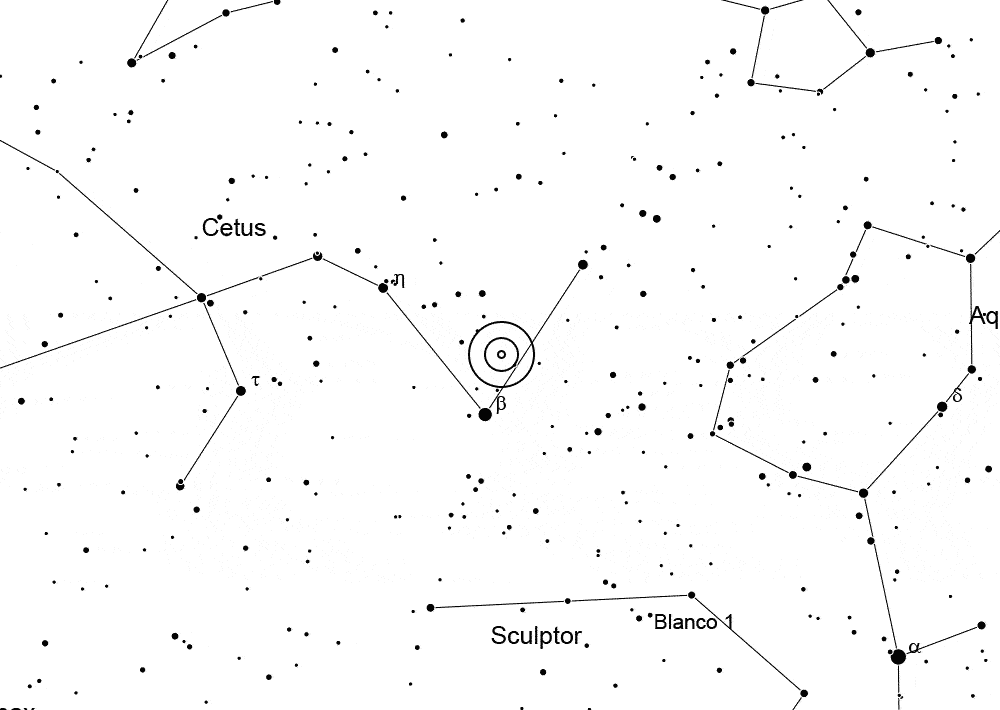 Cetus
η
Aq
δ
τ
β
Blanco 1
Sculptor
α